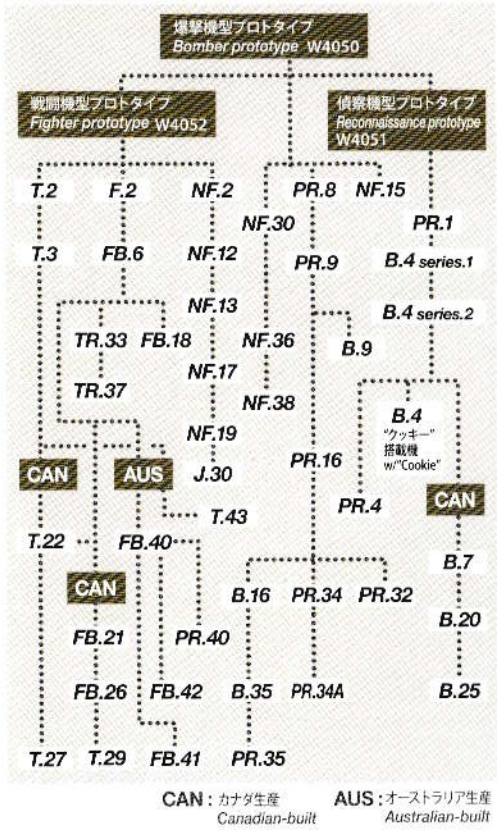 爆撃機型プロトタイプ
Bomber prototype W4050
戦闘機型プロトタイプ
Fighter prototype W4052
偵察機型プロトタイプ
Reconnaissance prototype
W4051
T.2 F.2 NF.2 PR.8 NF.15
NF.30 PR.1
T.3 FB.6 NF.12 PR.9 B.4 series.1
NF.13 B.4 series.2
TR.33 FB.18 NF.36 B.9
NF.17
TR.37 NF.38 B.4
"クッキー"
搭載機
w/"Cookie"
NF.19 PR.16
CAN AUS J.30 PR.4 CAN
T.43
T.22 FB.40 B.7
CAN B.16 PR.34 PR.32
FB.21 PR.40 B.20
FB.26 FB.42 B.35 PR.34A B.25
T.27 T.29 FB.41 PR.35
CAN : カナダ生産 AUS : オーストラリア生産
Canadian-built Australian-built